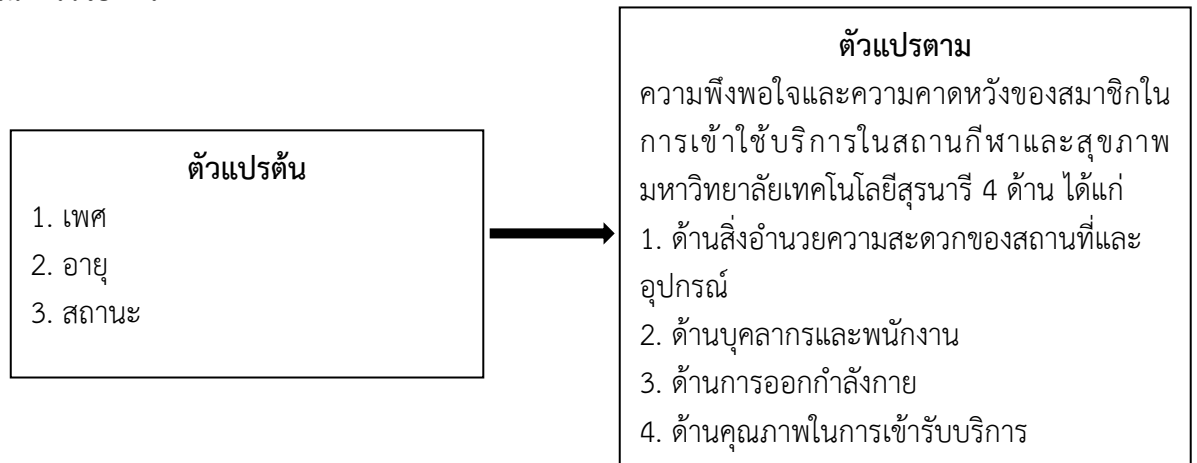 ตัวแปรต้น
1. เพศ
2. อายุ
3. สถานะ
ตัวแปรตาม
ความพึงพอใจและความคาดหวังของสมาชิกใน
การเข้าใช้บริการในสถานกีฬาและสุขภาพ
มหาวิทยาลัยเทคโนโลยีสุรนารี 4 ด้าน ได้แก่
1. ด้านสิ่งอำนวยความสะดวกของสถานที่และ
อุปกรณ์
2. ด้านบุคลากรและพนักงาน
3. ด้านการออกกำลังกาย
4. ด้านคุณภาพในการเข้ารับบริการ